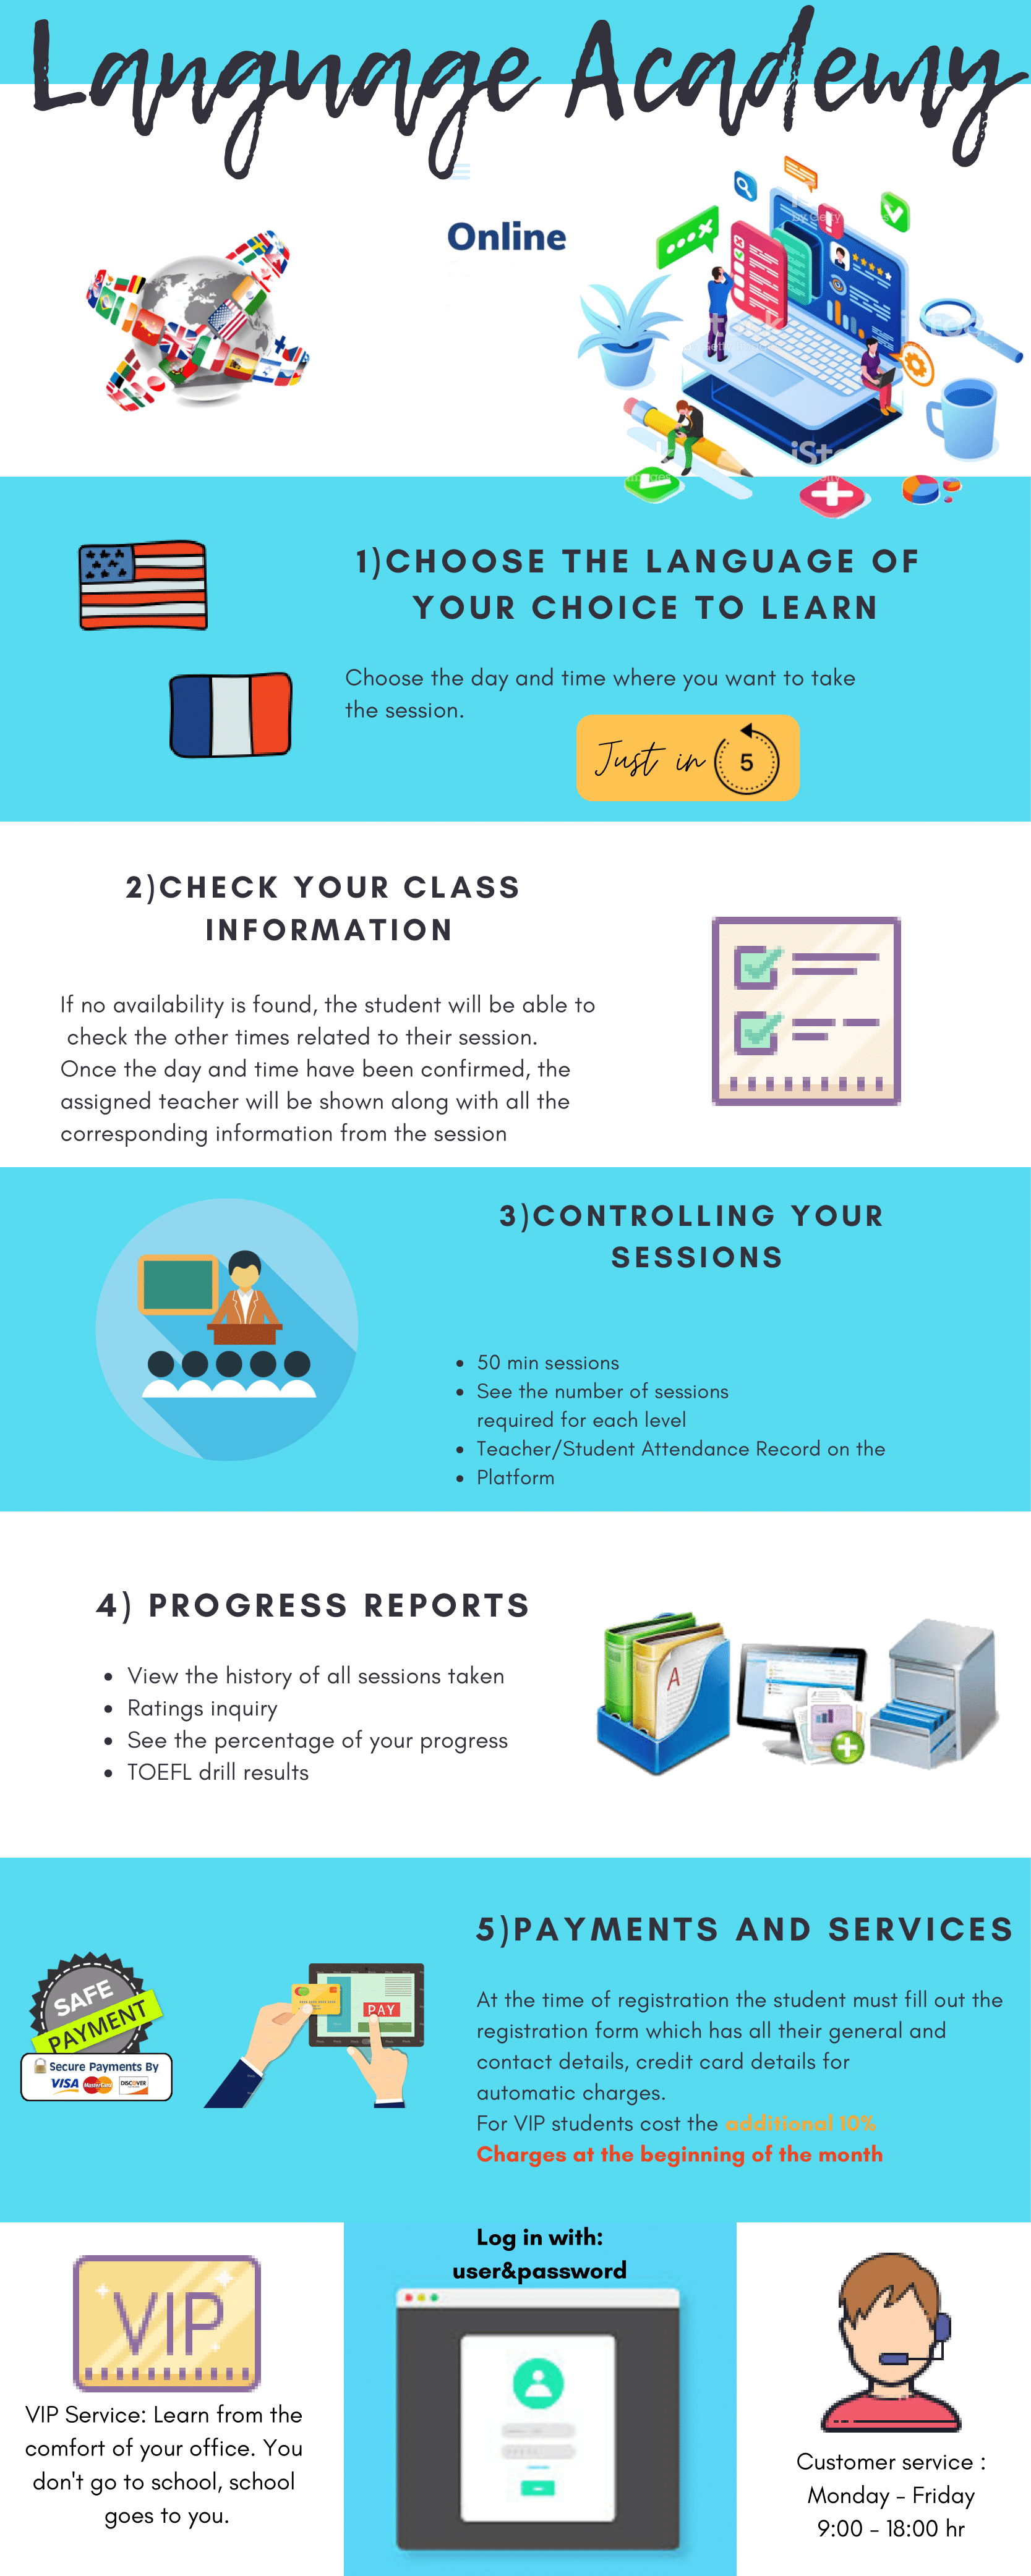 Language Academy
Online
1)CHOOSE THE LANGUAGE OF
YOUR CHOICE TO LEARN
Choose the day and time where you want to take
the session.
Just in 5
2)CHECK YOUR CLASS
INFORMATION
If no availability is found, the student will be able to
check the other times related to their session.
Once the day and time have been confirmed, the
assigned teacher will be shown along with all the
corresponding information from the session
3)CONTROLLING YOUR
SESSIONS
• 50 min sessions
• See the number of sessions
required for each level
• Teacher/Student Attendance Record on the
• Platform
4) PROGRESS REPORTS
• View the history of all sessions taken
• Ratings inquiry
• See the percentage of your progress
• TOEFL drill results
A
5)PAYMENTS AND SERVICES
At the time of registration the student must fill out the
registration form which has all their general and
contact details, credit card details for
automatic charges.
For VIP students cost the additional 10%
Charges at the beginning of the month
SAFE
PAYMENT
Secure Payments By
VISA MasterCard DISCOVER
PAY
Log in with:
user&password
VIP
VIP Service: Learn from the
comfort of your office. You
don't go to school, school
goes to you.
Customer service :
Monday - Friday
9:00 - 18:00 hr